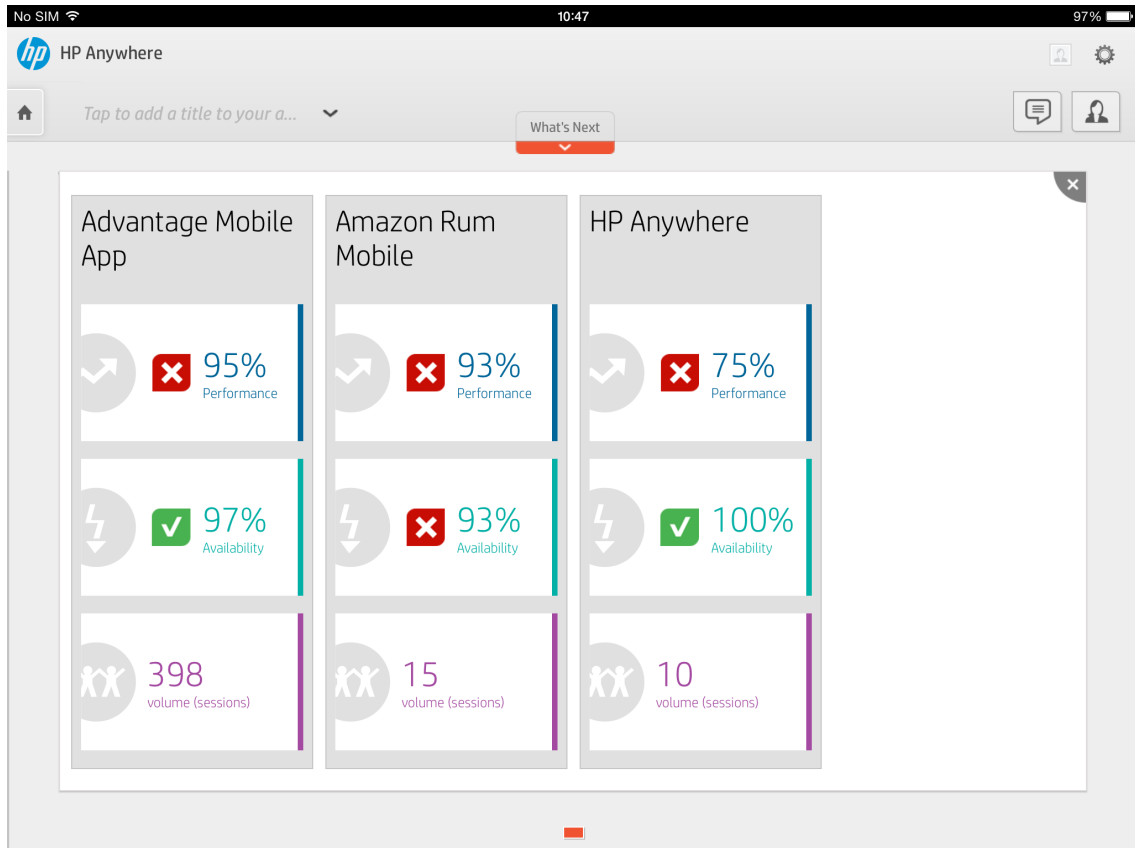 No SIM 10:47 97%
hp HP Anywhere
Tap to add a title to your a...
What's Next
Advantage Mobile
App
95%
Performance
97%
Availability
398
volume (sessions)
Amazon Rum
Mobile
93%
Performance
93%
Availability
15
volume (sessions)
HP Anywhere
75%
Performance
100%
Availability
10
volume (sessions)